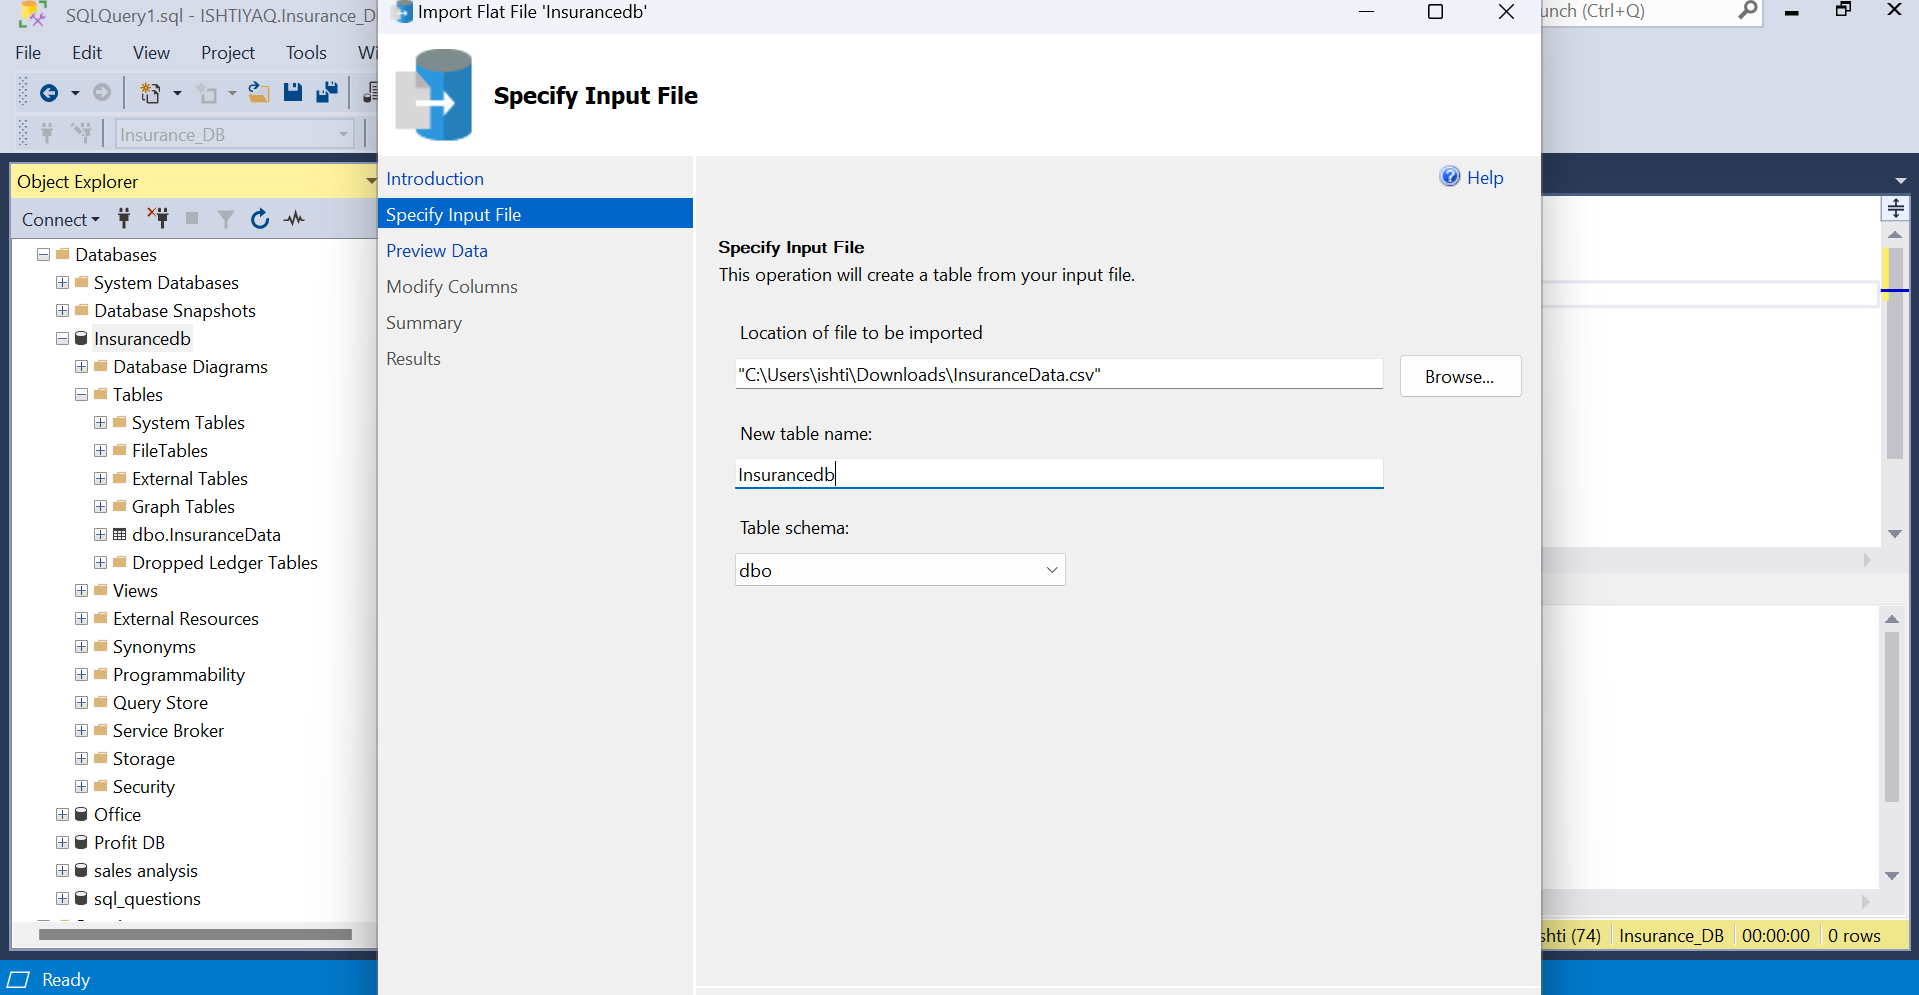 SQLQuery1.sql - ISHTIYAQ.Insurance_D
File Edit View Project Tools Wi
Insurance_DB
Object Explorer
Connect
Databases
System Databases
Database Snapshots
Insurancedb
Database Diagrams
Tables
System Tables
FileTables
External Tables
Graph Tables
dbo.InsuranceData
Dropped Ledger Tables
Views
External Resources
Synonyms
Programmability
Query Store
Service Broker
Storage
Security
Office
Profit DB
sales analysis
sql_questions
Ready
Import Flat File 'Insurancedb'
Specify Input File
Introduction
Specify Input File
Preview Data
Modify Columns
Summary
Results
Help
Specify Input File
This operation will create a table from your input file.
Location of file to be imported
"C:\Users\ishti\Downloads\InsuranceData.csv"
Browse...
New table name:
Insurancedb
Table schema:
dbo
unch (Ctrl+Q)
shti (74) Insurance_DB 00:00:00 0 rows